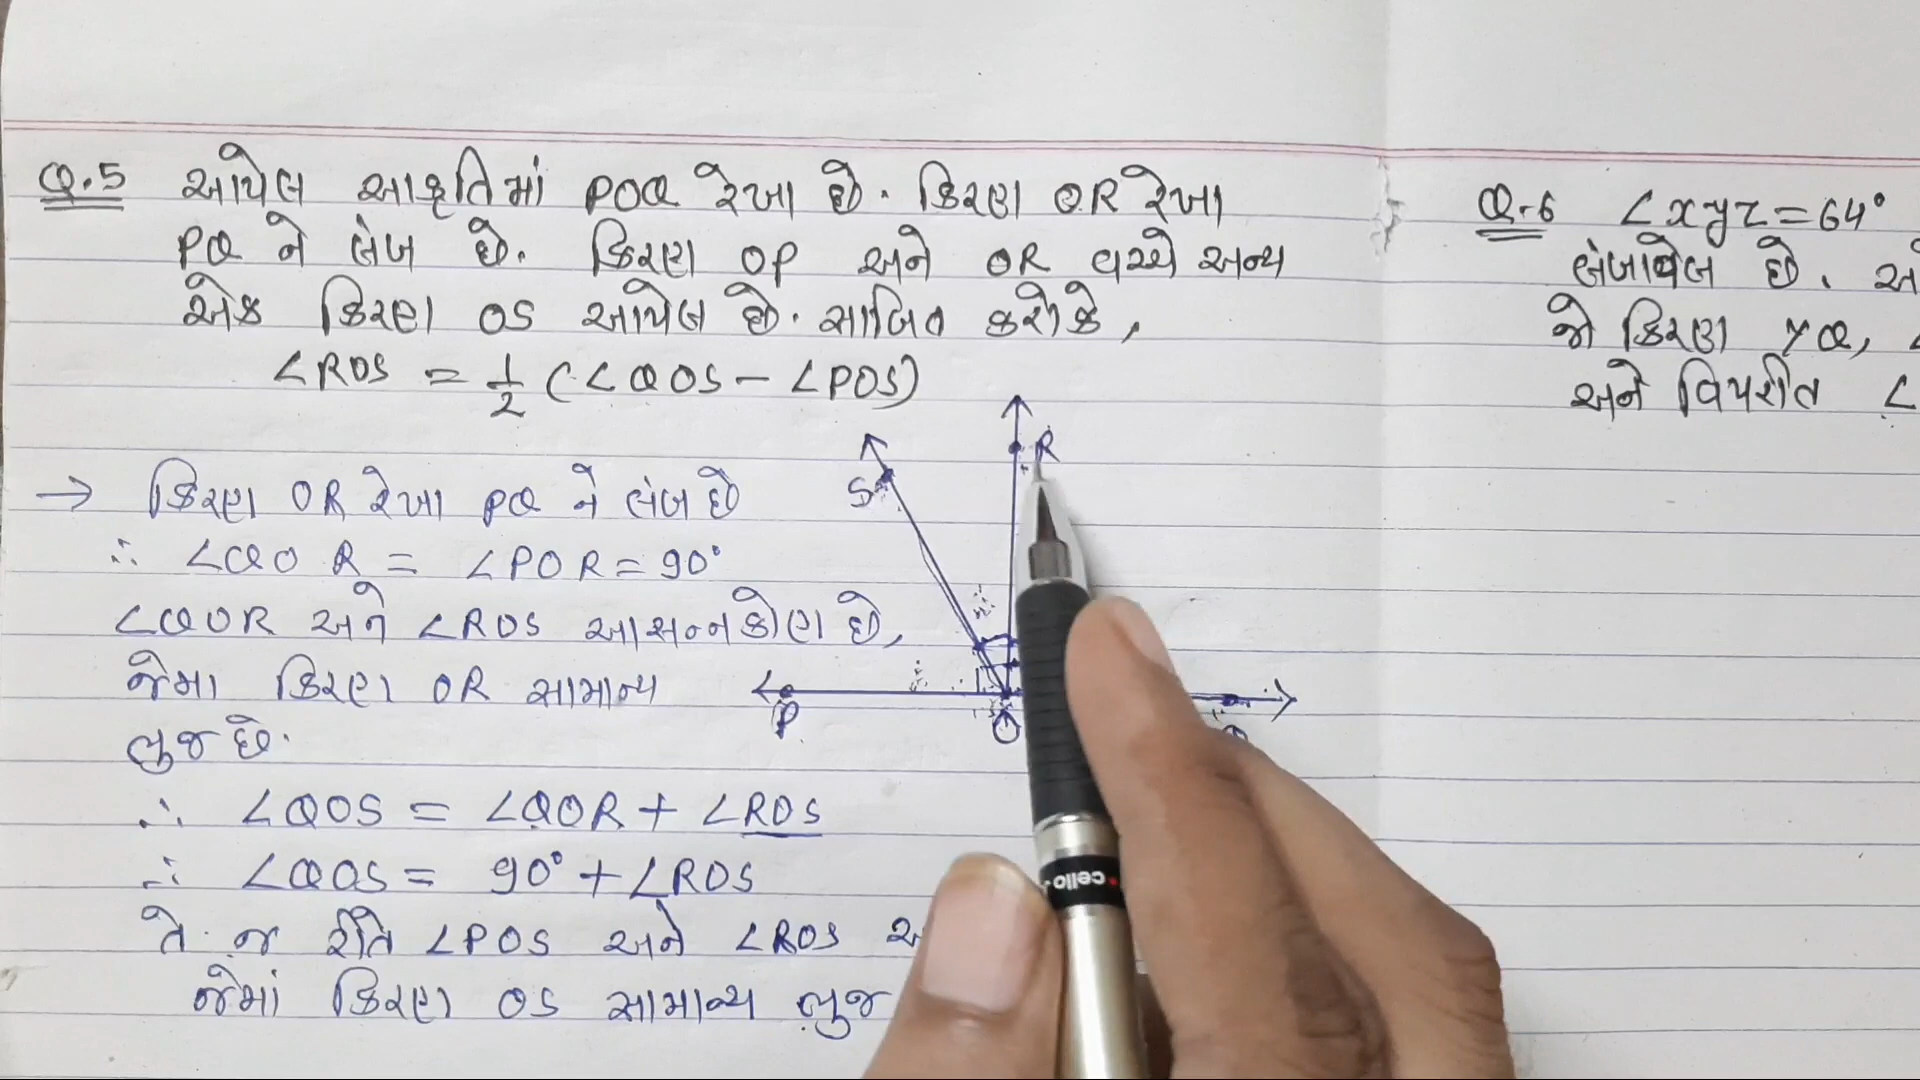 Q.5 આપેલ આકૃતિમાં POQ રેખા છે. કિરણ OR રેખા
PQ ને લંબ છે. કિરણ OP અને OR વચ્ચે અન્ય
એક કિરણ OS આપેલ છે. સાબિત કરોકે,
∠ROS = 1/2 (∠QOS - ∠POS)
→ કિરણ OR રેખા PQ ને લંબ છે
∴ ∠QOR = ∠POR = 90°
∠QOR અને ∠ROS આસન્નકોણ છે,
જેમા કિરણ OR સામાન્ય
ભુજ છે.
∴ ∠QOS = ∠QOR + ∠ROS
∴ ∠QOS = 90° + ∠ROS
તે જ રીતે ∠POS અને ∠ROS આ
જેમાં કિરણ OS સામાન્ય ભુજ
S
R
P
O
cello
Q-6 ∠XYZ = 64°
લંબાવેલ છે. અ
જો કિરણ YQ, ∠
અને વિપરીત ∠